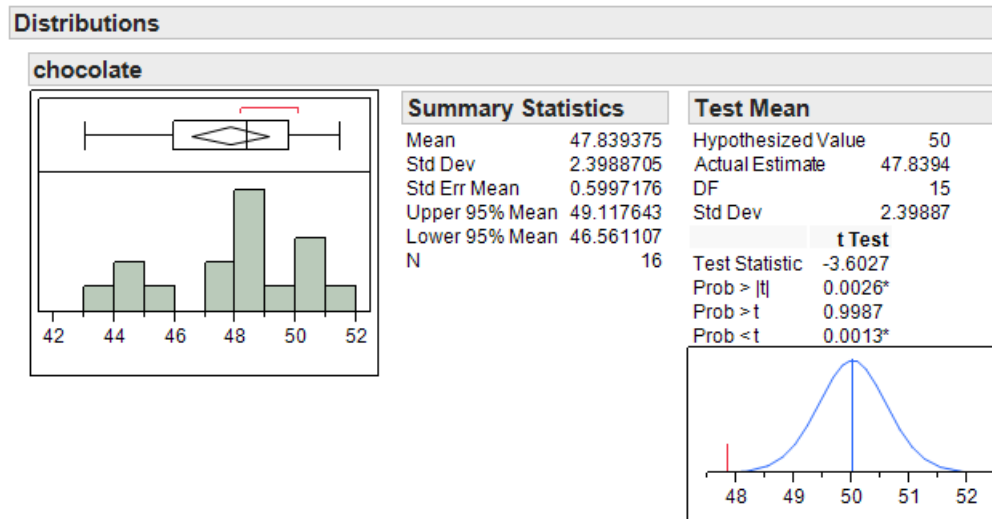 Distributions
chocolate
42 44 46 48 50 52
Summary Statistics
Mean 47.839375
Std Dev 2.3988705
Std Err Mean 0.5997176
Upper 95% Mean 49.117643
Lower 95% Mean 46.561107
N 16
Test Mean
Hypothesized Value 50
Actual Estimate 47.8394
DF 15
Std Dev 2.39887
t Test
Test Statistic -3.6027
Prob > |t| 0.0026*
Prob > t 0.9987
Prob < t 0.0013*
48 49 50 51 52